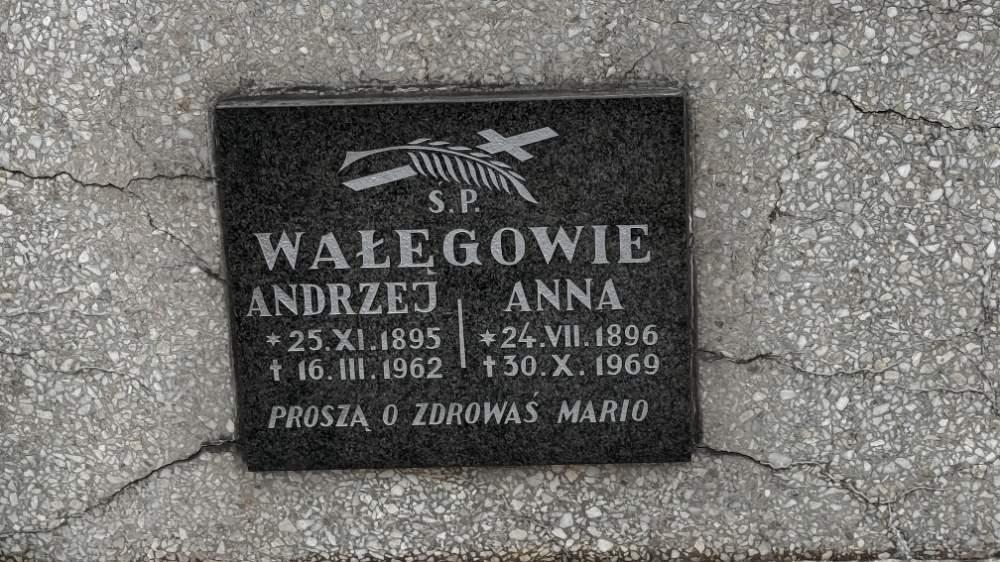 S.P.
WAŁĘGOWIE
ANDRZEJ ANNA
* 25.XI.1895 * 24.VII.1896
† 16.III.1962 † 30.X.1969
PROSZĄ O ZDROWAŚ MARIO